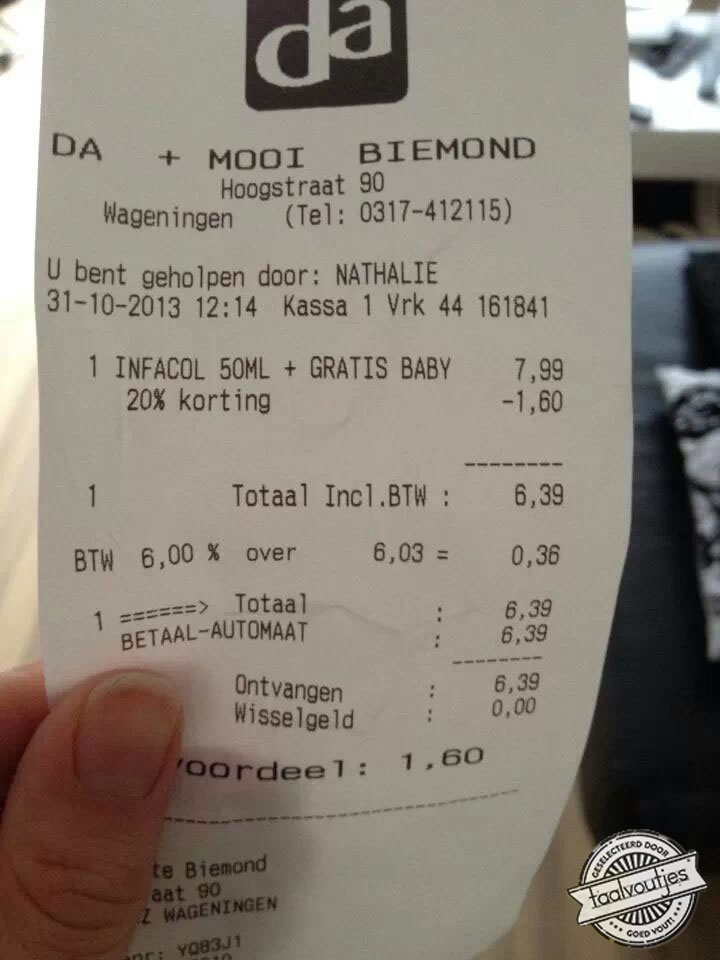 da
DA + MOOI BIEMOND
Hoogstraat 90
Wageningen (Tel: 0317-412115)
U bent geholpen door: NATHALIE
31-10-2013 12:14 Kassa 1 Vrk 44 161841
1 INFACOL 50ML + GRATIS BABY 7,99
20% korting -1,60
1 Totaal Incl.BTW : 6,39
BTW 6,00 % over 6,03 = 0,36
1 ======> Totaal : 6,39
BETAAL-AUTOMAAT : 6,39
Ontvangen : 6,39
Wisselgeld : 0,00
oordeel: 1,60
te Biemond
aat 90
Z WAGENINGEN
YQ83J1
GESELECTEERD DOOR
taalvoutjes
GOED VOUT!